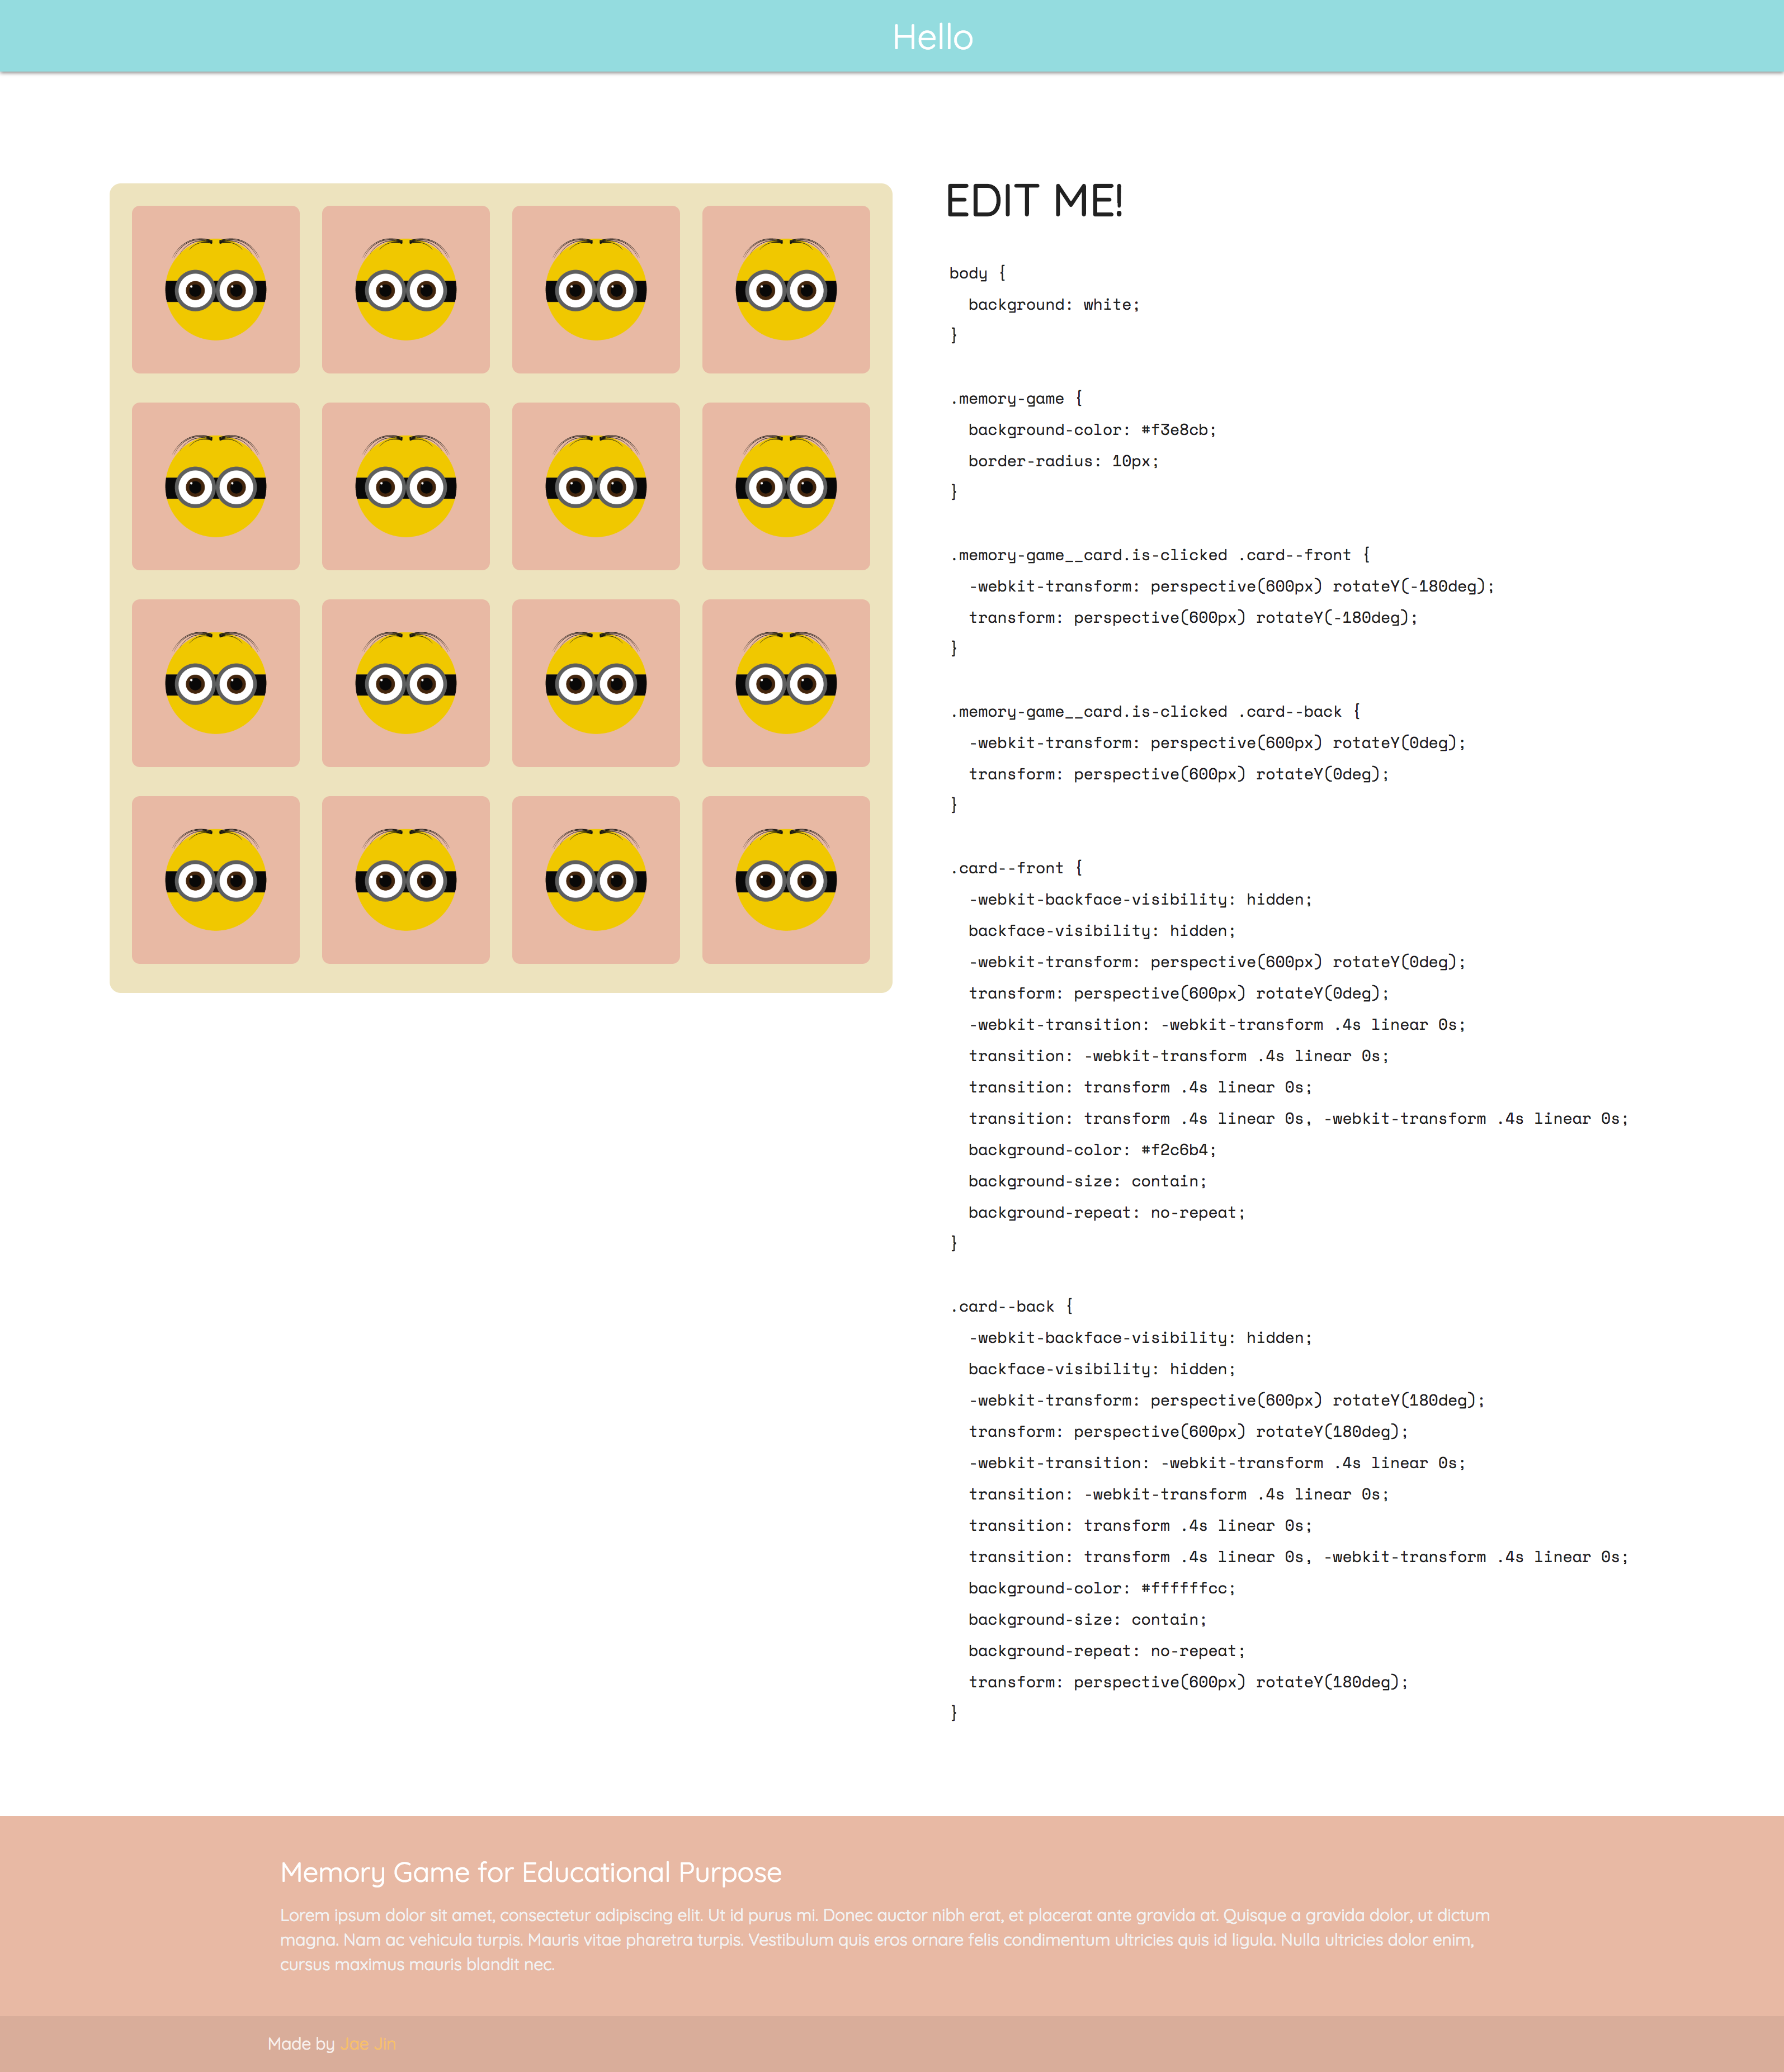 Hello
EDIT ME!
body {
  background: white;
}
.memory-game {
  background-color: #f3e8cb;
  border-radius: 10px;
}
.memory-game__card.is-clicked .card--front {
  -webkit-transform: perspective(600px) rotateY(-180deg);
  transform: perspective(600px) rotateY(-180deg);
}
.memory-game__card.is-clicked .card--back {
  -webkit-transform: perspective(600px) rotateY(0deg);
  transform: perspective(600px) rotateY(0deg);
}
.card--front {
  -webkit-backface-visibility: hidden;
  backface-visibility: hidden;
  -webkit-transform: perspective(600px) rotateY(0deg);
  transform: perspective(600px) rotateY(0deg);
  -webkit-transition: -webkit-transform .4s linear 0s;
  transition: -webkit-transform .4s linear 0s;
  transition: transform .4s linear 0s;
  transition: transform .4s linear 0s, -webkit-transform .4s linear 0s;
  background-color: #f2c6b4;
  background-size: contain;
  background-repeat: no-repeat;
}
.card--back {
  -webkit-backface-visibility: hidden;
  backface-visibility: hidden;
  -webkit-transform: perspective(600px) rotateY(180deg);
  transform: perspective(600px) rotateY(180deg);
  -webkit-transition: -webkit-transform .4s linear 0s;
  transition: -webkit-transform .4s linear 0s;
  transition: transform .4s linear 0s;
  transition: transform .4s linear 0s, -webkit-transform .4s linear 0s;
  background-color: #ffffffcc;
  background-size: contain;
  background-repeat: no-repeat;
  transform: perspective(600px) rotateY(180deg);
}
Memory Game for Educational Purpose
Lorem ipsum dolor sit amet, consectetur adipiscing elit. Ut id purus mi. Donec auctor nibh erat, et placerat ante gravida at. Quisque a gravida dolor, ut dictum
magna. Nam ac vehicula turpis. Mauris vitae pharetra turpis. Vestibulum quis eros ornare felis condimentum ultricies quis id ligula. Nulla ultricies dolor enim,
cursus maximus mauris blandit nec.
Made by Jae Jin